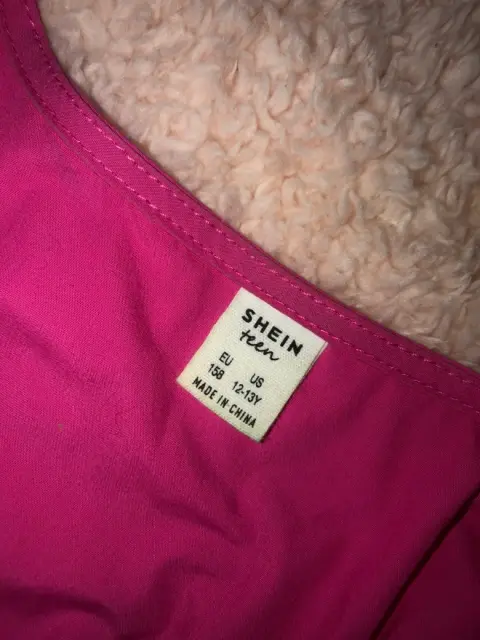 SHEIN
teen
EU US
158 12-13Y
MADE IN CHINA